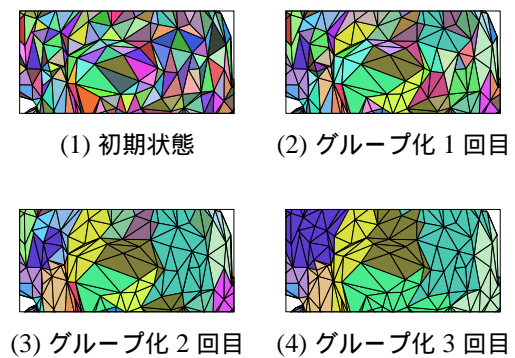 (1) 初期状態
(2) グループ化 1 回目
(3) グループ化 2 回目
(4) グループ化 3 回目